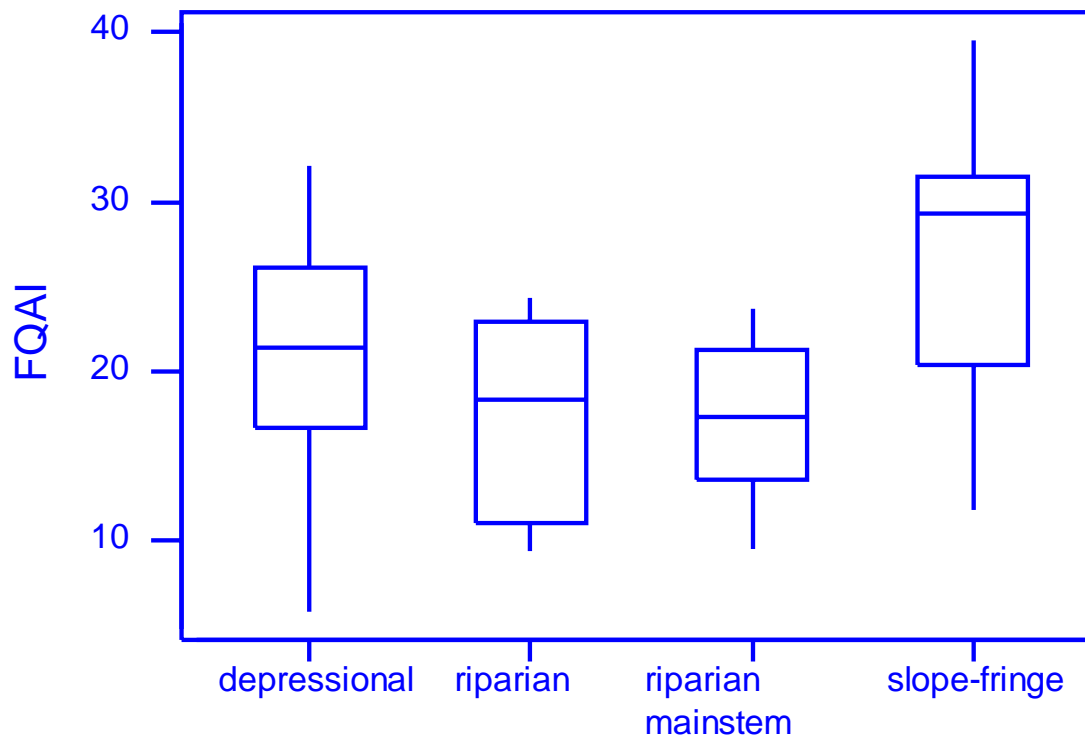 40
30
20
10
FQAI
depressional
riparian
riparian
mainstem
slope-fringe